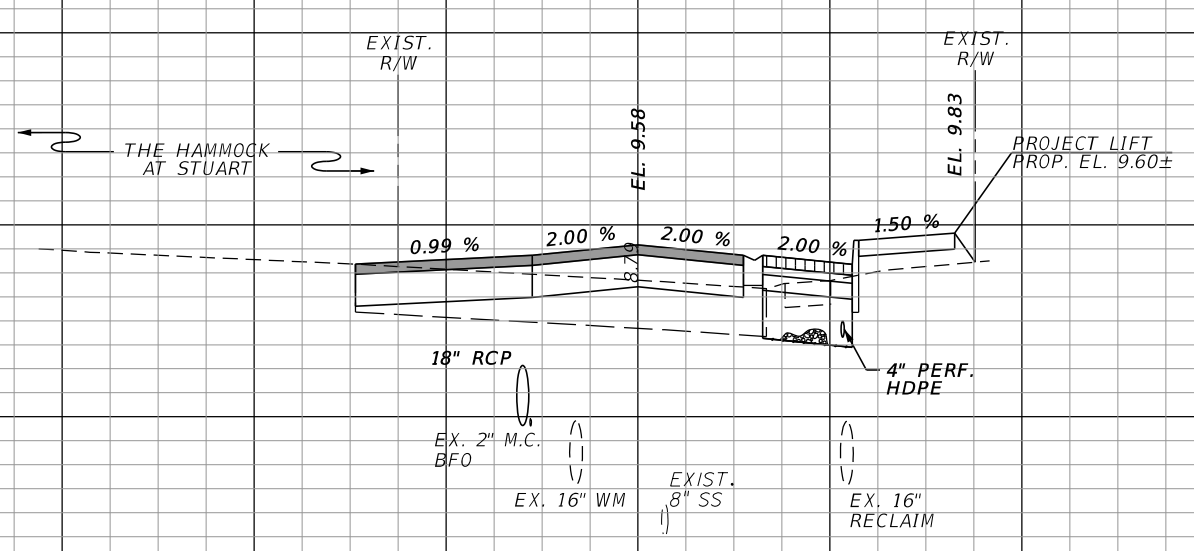 EXIST.
R/W
EXIST.
R/W
EL. 9.58
EL. 9.83
THE HAMMOCK
AT STUART
PROJECT LIFT
PROP. EL. 9.60±
0.99 %
2.00 %
2.00 %
2.00 %
1.50 %
8.79
18" RCP
4" PERF.
HDPE
EX. 2" M.C.
BFO
EX. 16" WM
EXIST.
8" SS
EX. 16"
RECLAIM